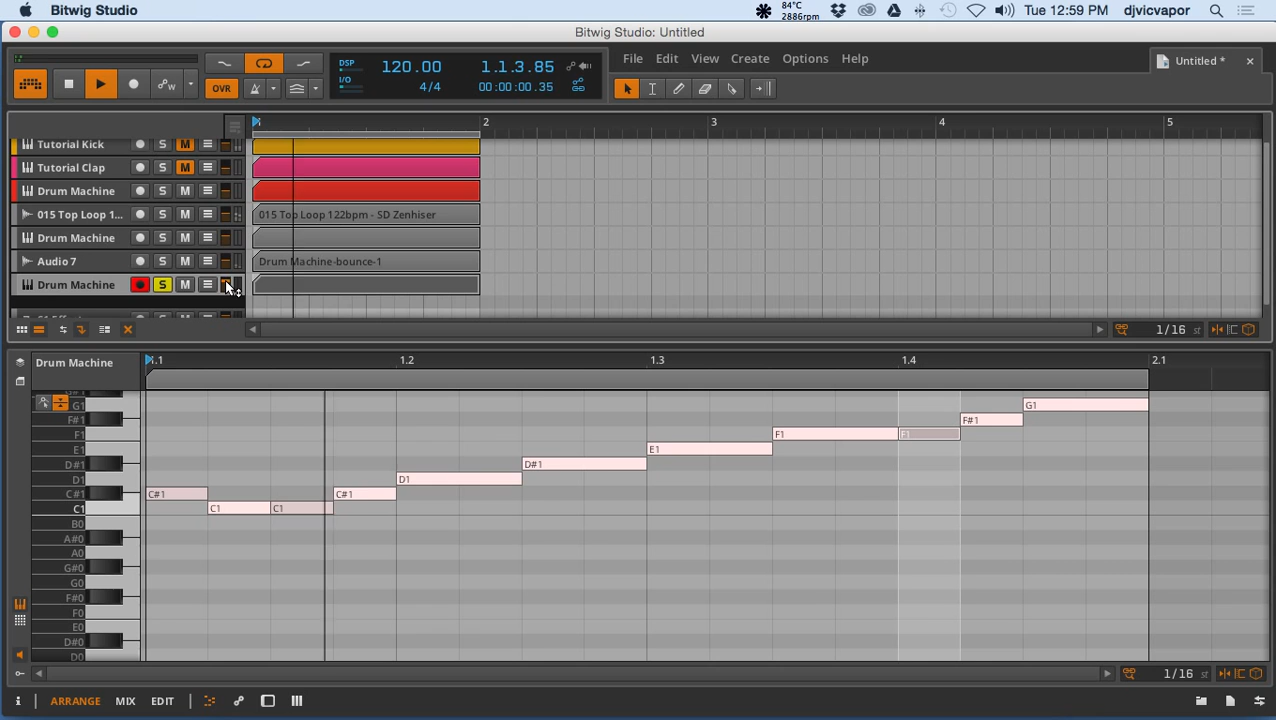 Bitwig Studio
84°C
2886rpm
Tue 12:59 PM
djvicvapor
Bitwig Studio: Untitled
OVR
DSP
I/O
120.00
4/4
1.1.3.85
00:00:00.35
File Edit View Create Options Help
Untitled *
2 3 4 5
Tutorial Kick S M
Tutorial Clap S M
Drum Machine S M
015 Top Loop 1... S M
015 Top Loop 122bpm - SD Zenhiser
Drum Machine S M
Audio 7 S M
Drum Machine-bounce-1
Drum Machine S M
1/16 st
Drum Machine
1.2 1.3 1.4 2.1
G1
F#1
F1
E1
D#1
D1
C#1
C1
B0
A#0
A0
G#0
G0
F#0
F0
E0
D#0
D0
G1
F#1
F1 F1
E1
D#1
D1
C#1 C#1
C1 C1
1/16 st
ARRANGE MIX EDIT